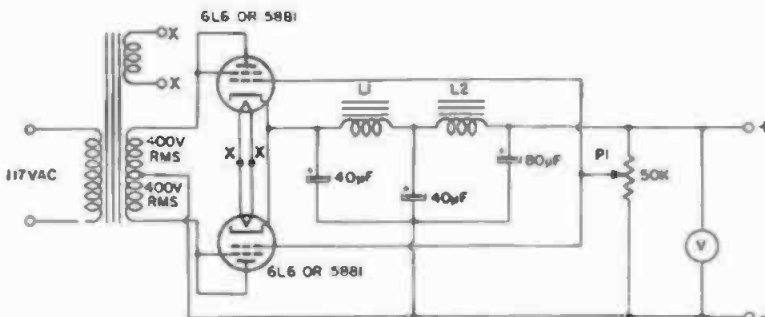 6L6 OR 5881
X
X
L1
L2
117VAC
400V
RMS
400V
RMS
X
X
+
40µF
+
40µF
+
80µF
P1
50K
V
+
-
6L6 OR 5881